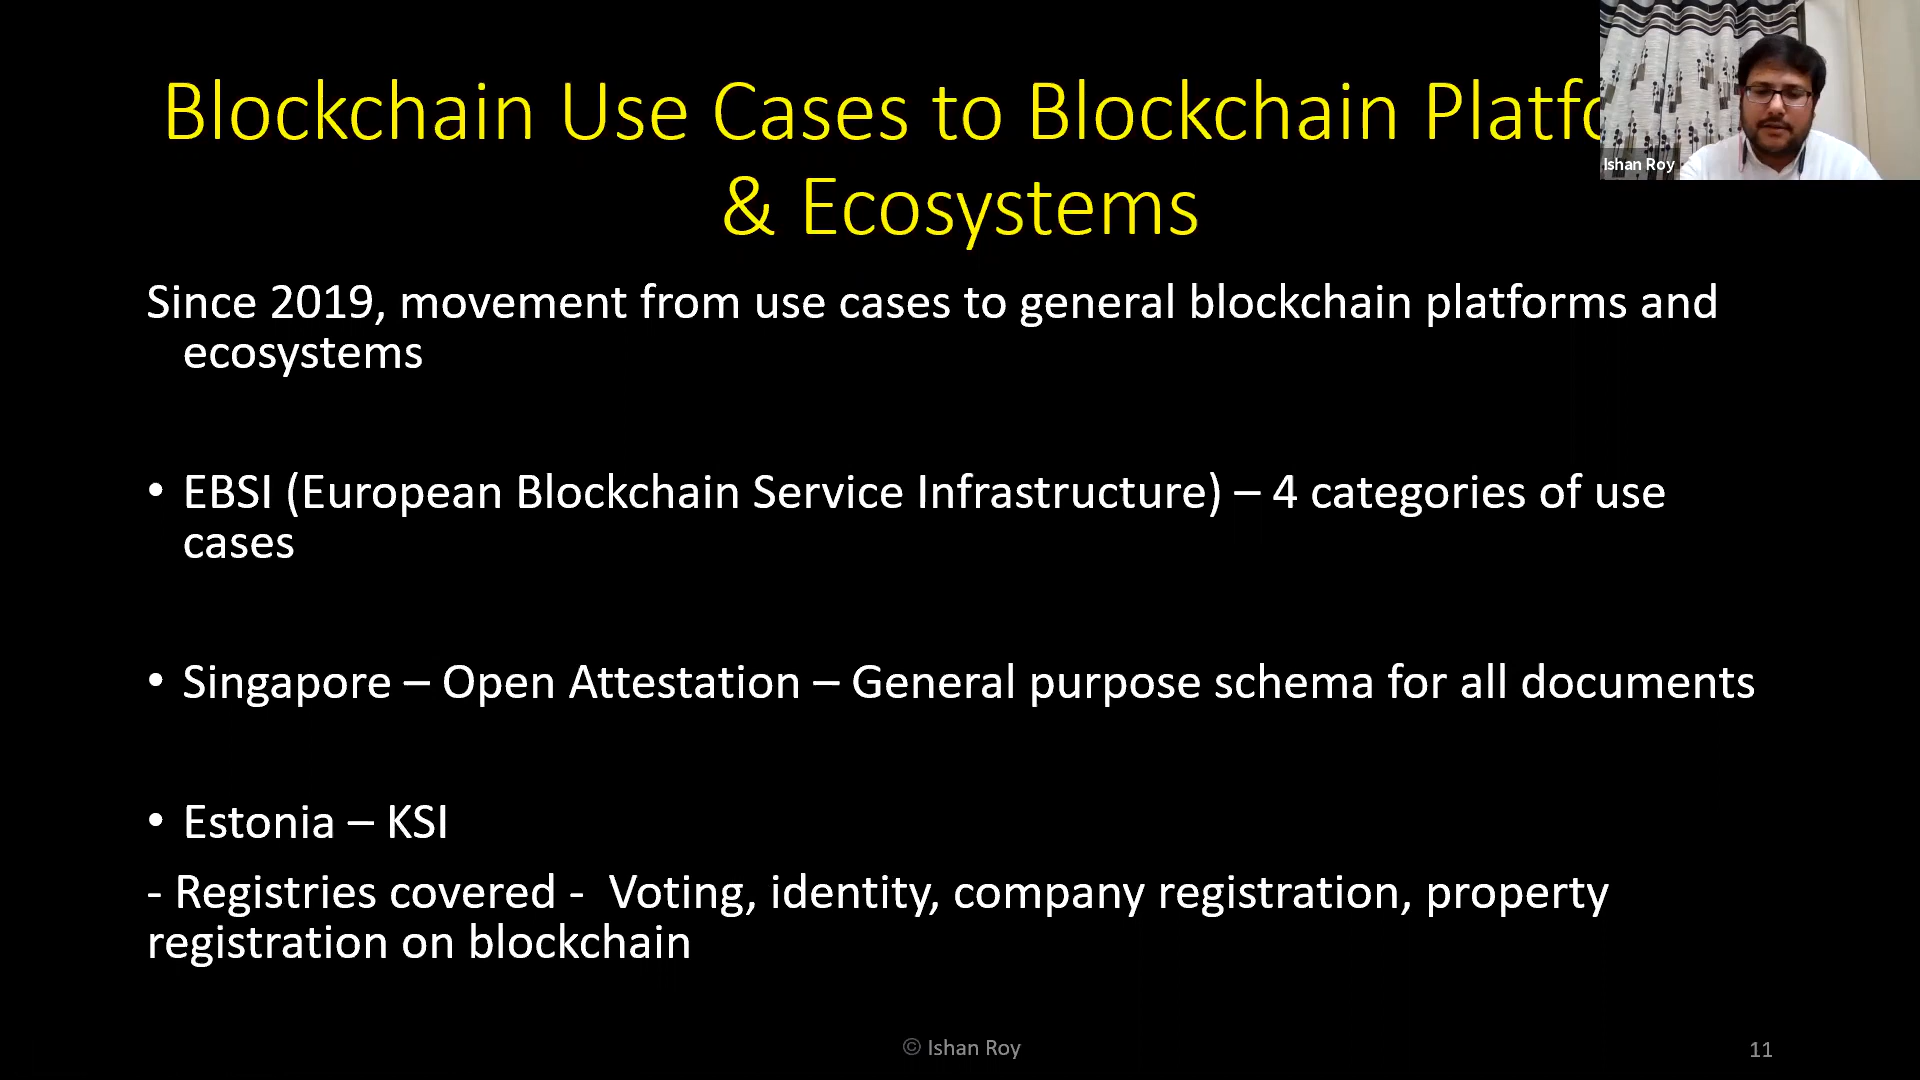 Blockchain Use Cases to Blockchain
& Ecosystems
Ishan Roy
Since 2019, movement from use cases to general blockchain platforms and
ecosystems
• EBSI (European Blockchain Service Infrastructure) – 4 categories of use
cases
• Singapore – Open Attestation – General purpose schema for all documents
• Estonia – KSI
- Registries covered - Voting, identity, company registration, property
registration on blockchain
© Ishan Roy
11